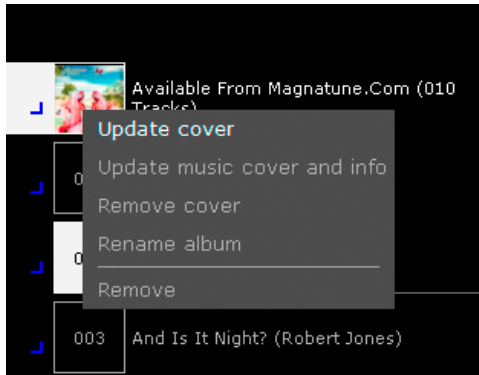 Available From Magnatune.Com (010
Tracks)
Update cover
Update music cover and info
Remove cover
Rename album
Remove
003 And Is It Night? (Robert Jones)